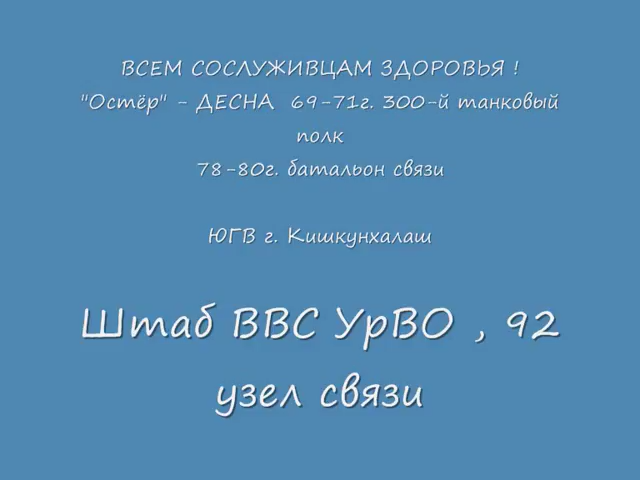 ВСЕМ СОСЛУЖИВЦАМ ЗДОРОВЬЯ !
"Остёр" - ДЕСНА 69-71г. 300-й танковый
полк
78-80г. батальон связи
ЮГВ г. Кишкунхалаш
Штаб ВВС УрВО , 92
узел связи